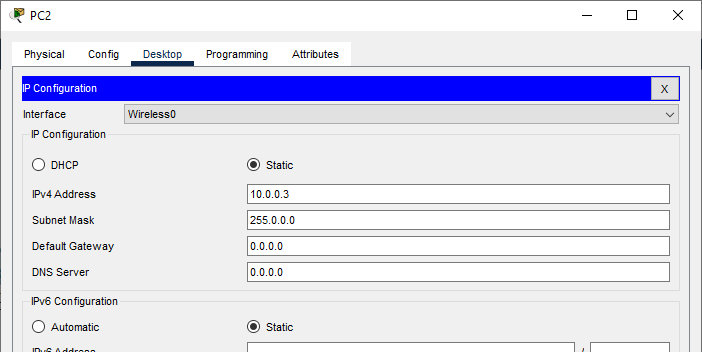 PC2
Physical Config Desktop Programming Attributes
IP Configuration X
Interface Wireless0
IP Configuration
DHCP Static
IPv4 Address 10.0.0.3
Subnet Mask 255.0.0.0
Default Gateway 0.0.0.0
DNS Server 0.0.0.0
IPv6 Configuration
Automatic Static
IPv6 Address /